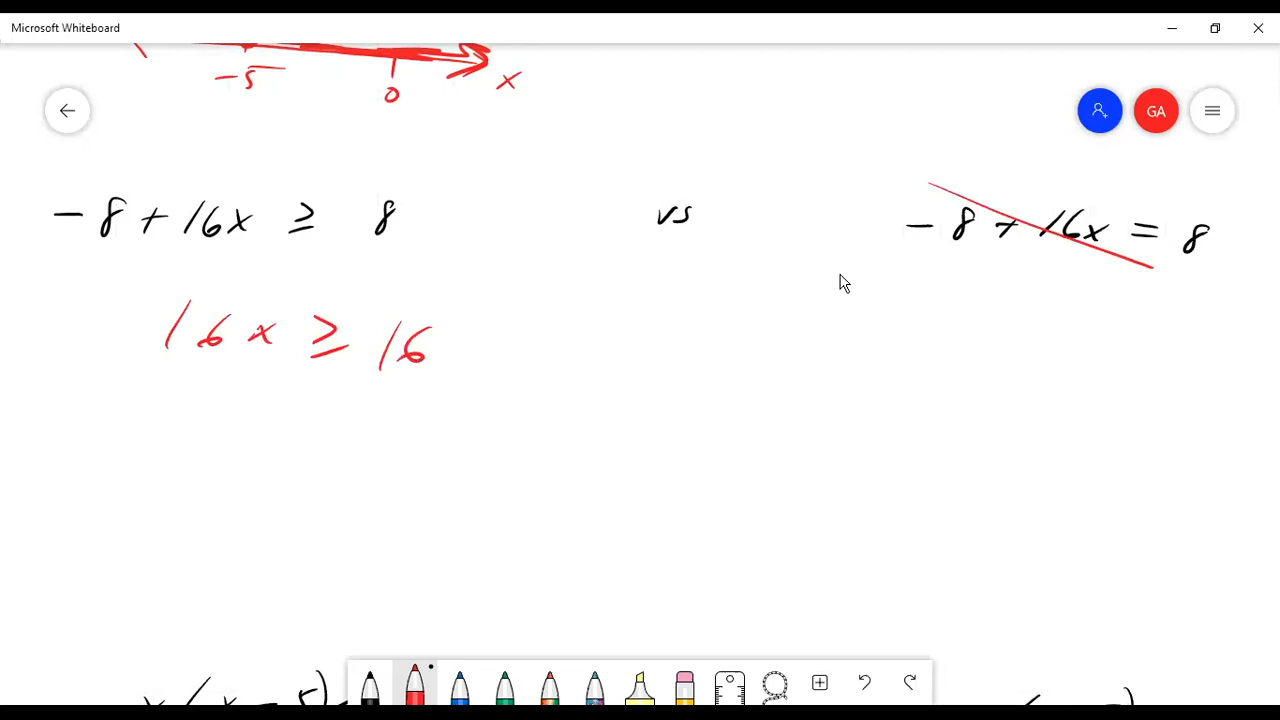 Microsoft Whiteboard
-5 0 x
GA
-8 + 16x ≥ 8 vs -8 + 16x = 8
16x ≥ 16